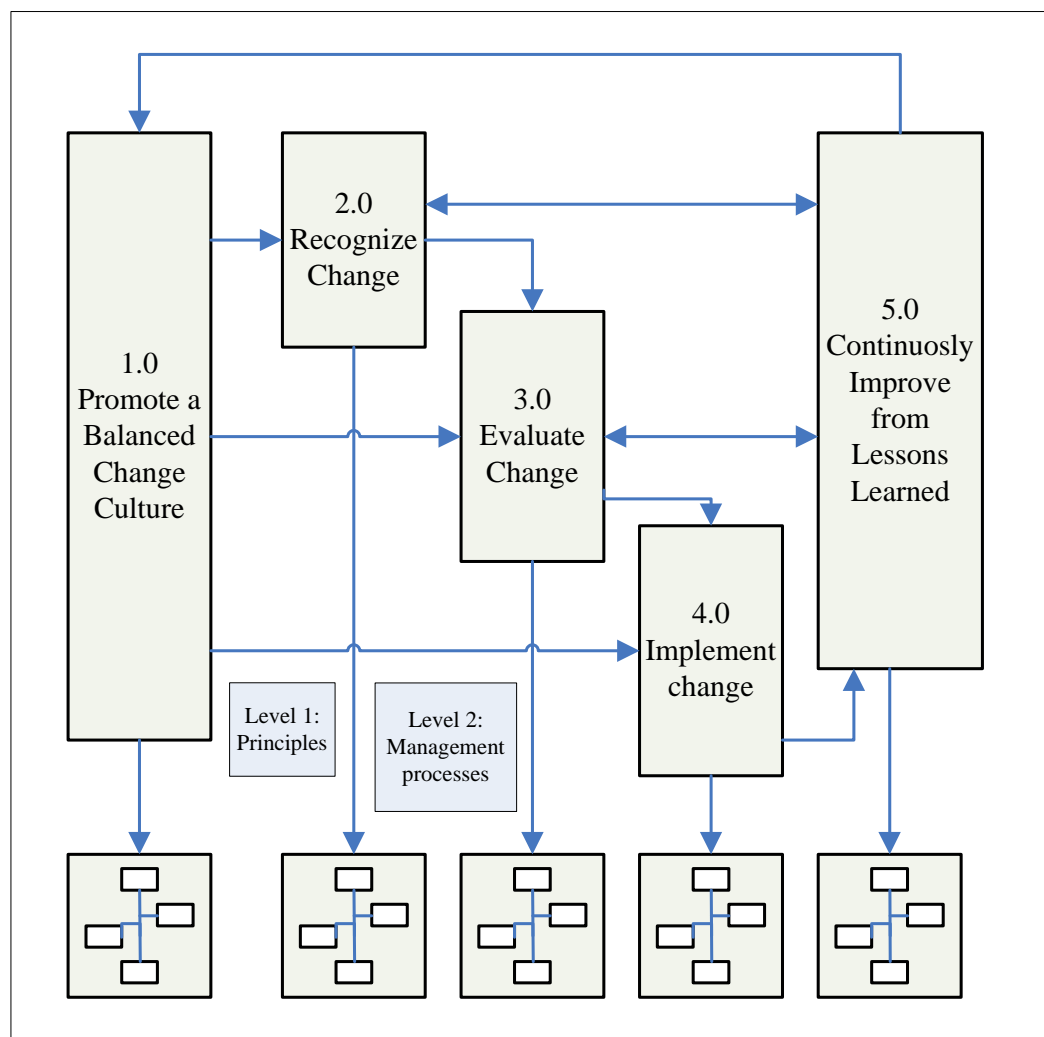 1.0
Promote a
Balanced
Change
Culture
2.0
Recognize
Change
3.0
Evaluate
Change
4.0
Implement
change
5.0
Continuosly
Improve
from
Lessons
Learned
Level 1:
Principles
Level 2:
Management
processes